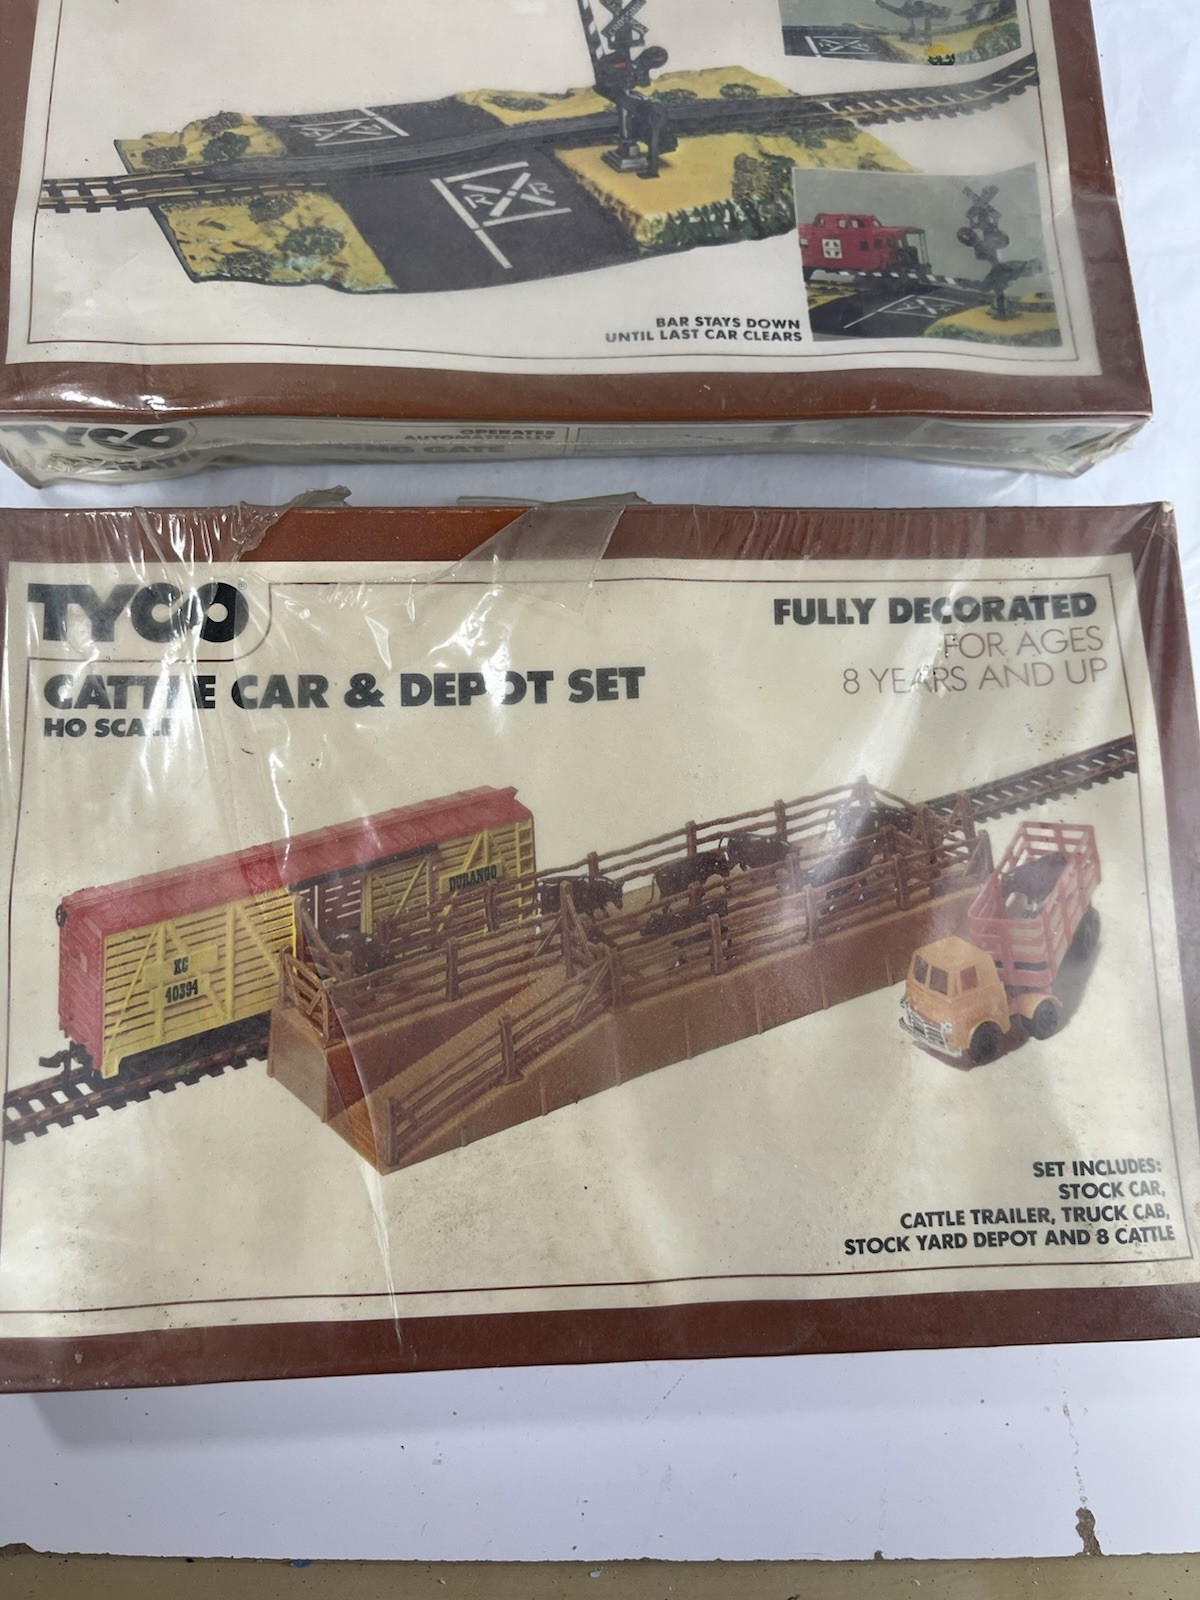 R R
R R
BAR STAYS DOWN
UNTIL LAST CAR CLEARS
TYCO
OPERATES
AUTOMATICALLY
GATE
TYCO
CATTLE CAR & DEPOT SET
HO SCALE
FULLY DECORATED
FOR AGES
8 YEARS AND UP
DURANGO
KC
40394
SET INCLUDES:
STOCK CAR,
CATTLE TRAILER, TRUCK CAB,
STOCK YARD DEPOT AND 8 CATTLE